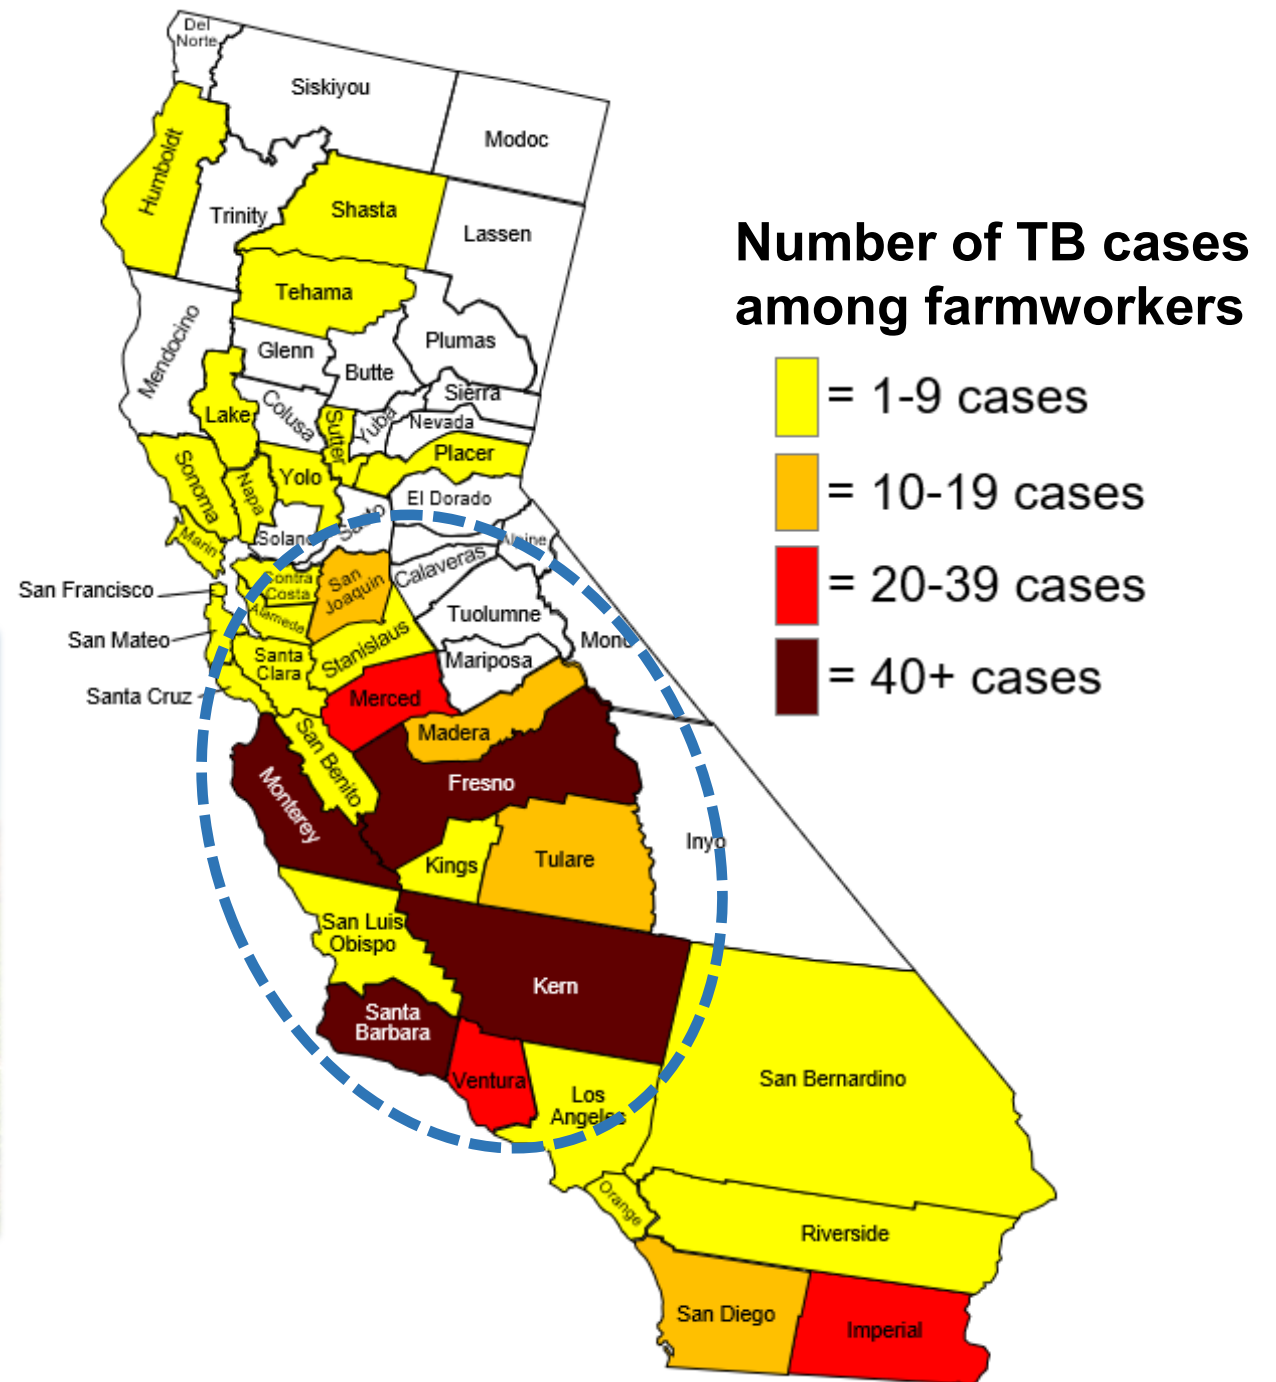 Del
Norte
Siskiyou
Modoc
Humboldt
Trinity
Shasta
Lassen
Number of TB cases
among farmworkers
Tehama
Mendocino
Glenn
Plumas
Butte
= 1-9 cases
Sierra
Lake
Colusa
Sutter
Yuba
Nevada
Placer
Sonoma
Napa
Yolo
= 10-19 cases
El Dorado
Marin
Solano
Alpine
San Francisco
Contra
Costa
San
Joaquin
Calaveras
= 20-39 cases
Alameda
Tuolumne
San Mateo
Stanislaus
Mono
Santa
Clara
Mariposa
= 40+ cases
Santa Cruz
Merced
San Benito
Madera
Monterey
Fresno
Inyo
Kings
Tulare
San Luis
Obispo
Kern
Santa
Barbara
Ventura
Los
Angeles
San Bernardino
Orange
Riverside
San Diego
Imperial